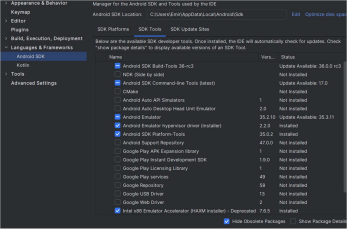 Appearance & Behavior
Manager for the Android SDK and Tools used by the IDE
Keymap
Editor
Android SDK Location:
C:\Users\Emir\AppData\Local\Android\Sdk
Edit
Optimize disk space
Plugins
Build, Execution, Deployment
SDK Platforms
SDK Tools
SDK Update Sites
Languages & Frameworks
Android SDK
Kotlin
Tools
Advanced Settings
Below are the available SDK developer tools. Once installed, the IDE will automatically check for updates. Check
"show package details" to display available versions of an SDK Tool.
Name Vers... Status
Android SDK Build-Tools 36-rc3 Update Available: 36.0.0 rc3
NDK (Side by side) Not Installed
Android SDK Command-line Tools (latest) Update Available: 17.0
CMake Not Installed
Android Auto API Simulators 1 Not installed
Android Auto Desktop Head Unit Emulator 2.0 Not installed
Android Emulator 35.2.10 Update Available: 35.3.11
Android Emulator hypervisor driver (installer) 2.2.0 Installed
Android SDK Platform-Tools 35.0.2 Installed
Android Support Repository 47.0.0 Not installed
Google Play APK Expansion library 1 Not installed
Google Play Instant Development SDK 1.9.0 Not installed
Google Play Licensing Library 1 Not installed
Google Play services 49 Not installed
Google Repository 58 Not installed
Google USB Driver 13 Not installed
Google Web Driver 2 Not installed
Intel x86 Emulator Accelerator (HAXM installer) - Deprecated 7.6.5 Installed
Hide Obsolete Packages
Show Package Details